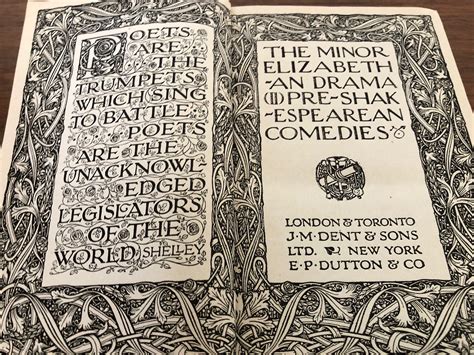 POETS
ARE
THE
TRUMPETS
WHICH SING
TO BATTLE
POETS
ARE THE
UNACKNOWL
-EDGED
LEGISLATORS
OF THE
WORLD SHELLEY
THE MINOR
ELIZABETH
-AN DRAMA
(II) PRE-SHAK
-ESPEAREAN
COMEDIES
LONDON & TORONTO
J·M·DENT & SONS
LTD. NEW YORK
E·P·DUTTON & CO